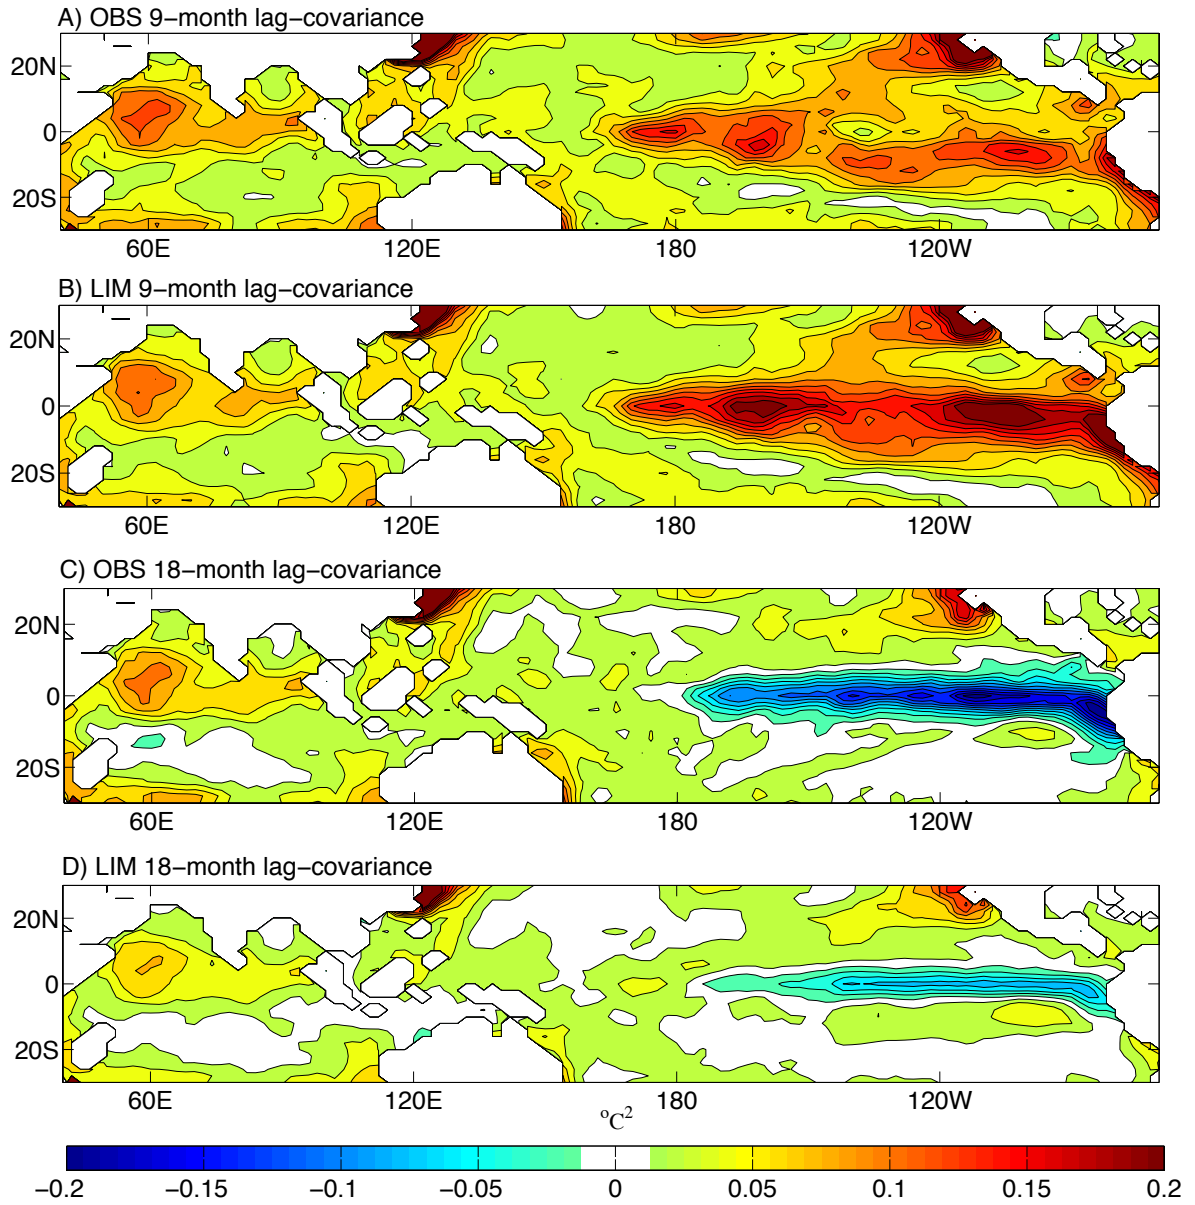 A) OBS 9−month lag−covariance
20N
0
20S
60E 120E 180 120W
B) LIM 9−month lag−covariance
20N
0
20S
60E 120E 180 120W
C) OBS 18−month lag−covariance
20N
0
20S
60E 120E 180 120W
D) LIM 18−month lag−covariance
20N
0
20S
60E 120E 180 120W
°C²
−0.2 −0.15 −0.1 −0.05 0 0.05 0.1 0.15 0.2